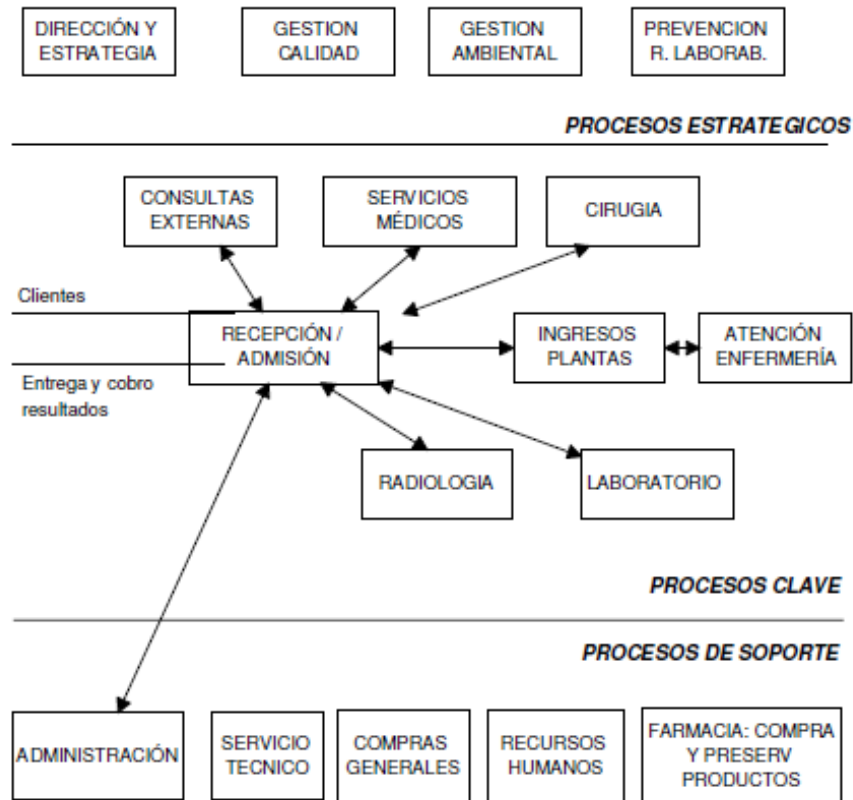 DIRECCIÓN Y
ESTRATEGIA
GESTION
CALIDAD
GESTION
AMBIENTAL
PREVENCION
R. LABORAB.
PROCESOS ESTRATEGICOS
CONSULTAS
EXTERNAS
SERVICIOS
MÉDICOS
CIRUGIA
Clientes
RECEPCIÓN /
ADMISIÓN
INGRESOS
PLANTAS
ATENCIÓN
ENFERMERÍA
Entrega y cobro
resultados
RADIOLOGIA
LABORATORIO
PROCESOS CLAVE
PROCESOS DE SOPORTE
ADMINISTRACIÓN
SERVICIO
TECNICO
COMPRAS
GENERALES
RECURSOS
HUMANOS
FARMACIA: COMPRA
Y PRESERV
PRODUCTOS